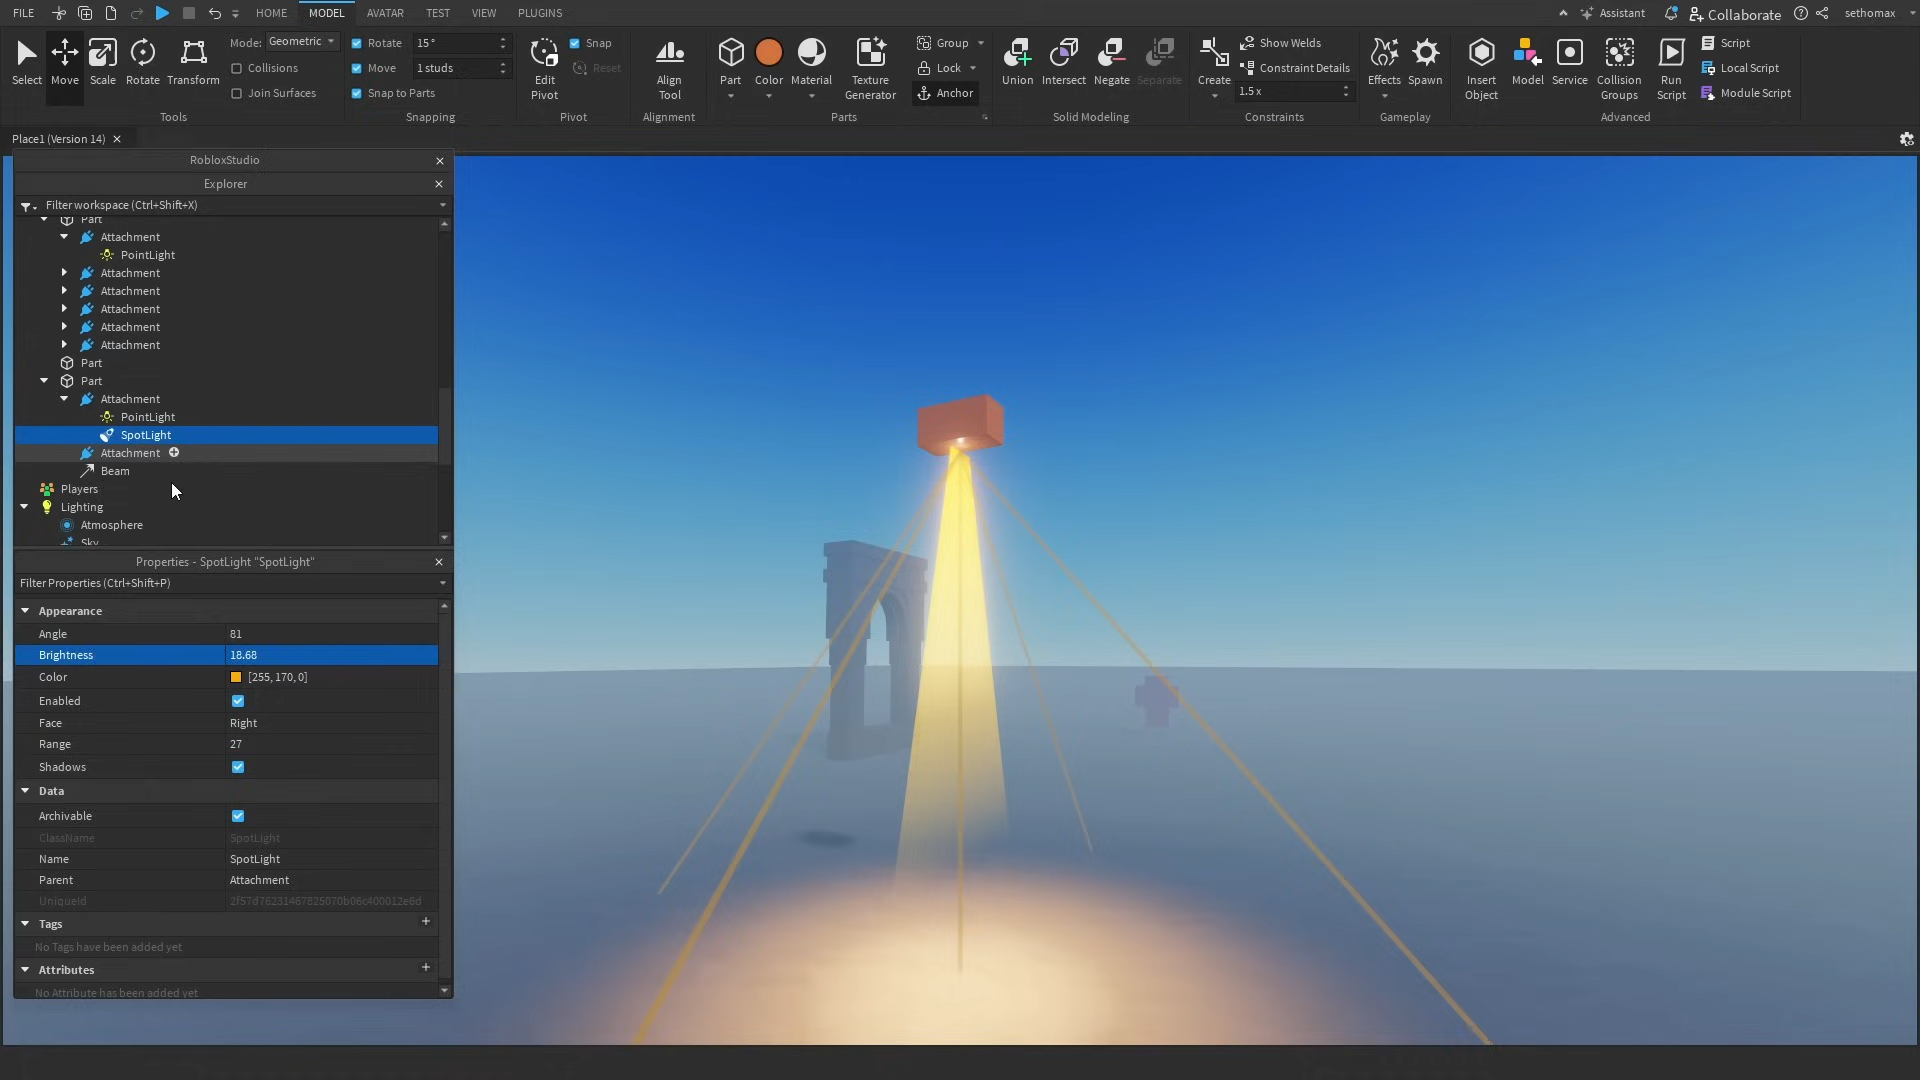 FILE
HOME
MODEL
AVATAR
TEST
VIEW
PLUGINS
Assistant
Collaborate
sethomax
Select
Move
Scale
Rotate
Transform
Mode: Geometric
Collisions
Join Surfaces
Tools
Rotate 15°
Move 1 studs
Snap to Parts
Snapping
Edit
Pivot
Snap
Reset
Pivot
Align
Tool
Alignment
Part
Color
Material
Texture
Generator
Group
Lock
Anchor
Parts
Union
Intersect
Negate
Separate
Solid Modeling
Create
Show Welds
Constraint Details
1.5 x
Constraints
Effects
Spawn
Gameplay
Insert
Object
Model
Service
Collision
Groups
Run
Script
Script
Local Script
Module Script
Advanced
Place1 (Version 14)
RobloxStudio
Explorer
Filter workspace (Ctrl+Shift+X)
Part
Attachment
PointLight
Attachment
Attachment
Attachment
Attachment
Attachment
Part
Part
Attachment
PointLight
SpotLight
Attachment
Beam
Players
Lighting
Atmosphere
Sky
Properties - SpotLight "SpotLight"
Filter Properties (Ctrl+Shift+P)
Appearance
Angle 81
Brightness 18.68
Color [255, 170, 0]
Enabled
Face Right
Range 27
Shadows
Data
Archivable
ClassName SpotLight
Name SpotLight
Parent Attachment
UniqueId 2f57d76231467825070b06c400012e6d
Tags
No Tags have been added yet
Attributes
No Attribute has been added yet